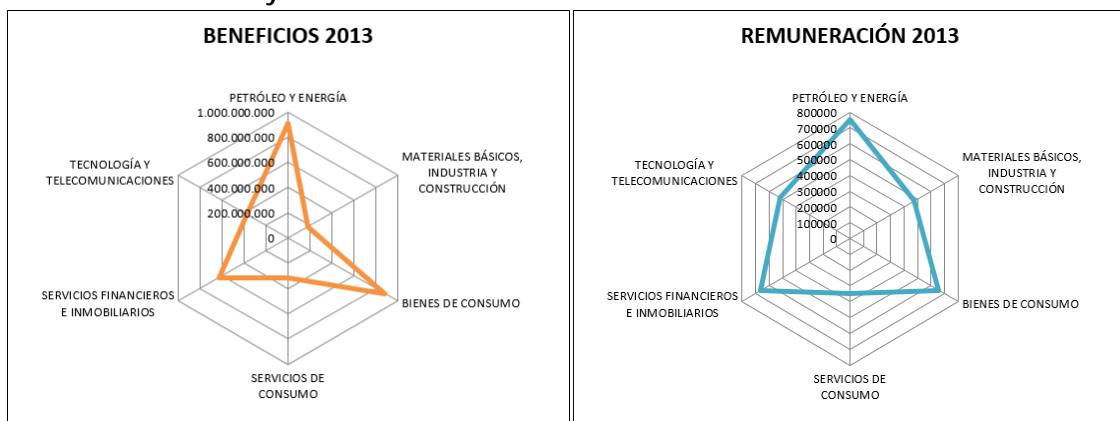 BENEFICIOS 2013
PETRÓLEO Y ENERGÍA
1.000.000.000
800.000.000
600.000.000
400.000.000
200.000.000
0
MATERIALES BÁSICOS,
INDUSTRIA Y
CONSTRUCCIÓN
BIENES DE CONSUMO
SERVICIOS DE
CONSUMO
SERVICIOS FINANCIEROS
E INMOBILIARIOS
TECNOLOGÍA Y
TELECOMUNICACIONES
REMUNERACIÓN 2013
PETRÓLEO Y ENERGÍA
800000
700000
600000
500000
400000
300000
200000
100000
0
MATERIALES BÁSICOS,
INDUSTRIA Y
CONSTRUCCIÓN
BIENES DE CONSUMO
SERVICIOS DE
CONSUMO
SERVICIOS FINANCIEROS
E INMOBILIARIOS
TECNOLOGÍA Y
TELECOMUNICACIONES